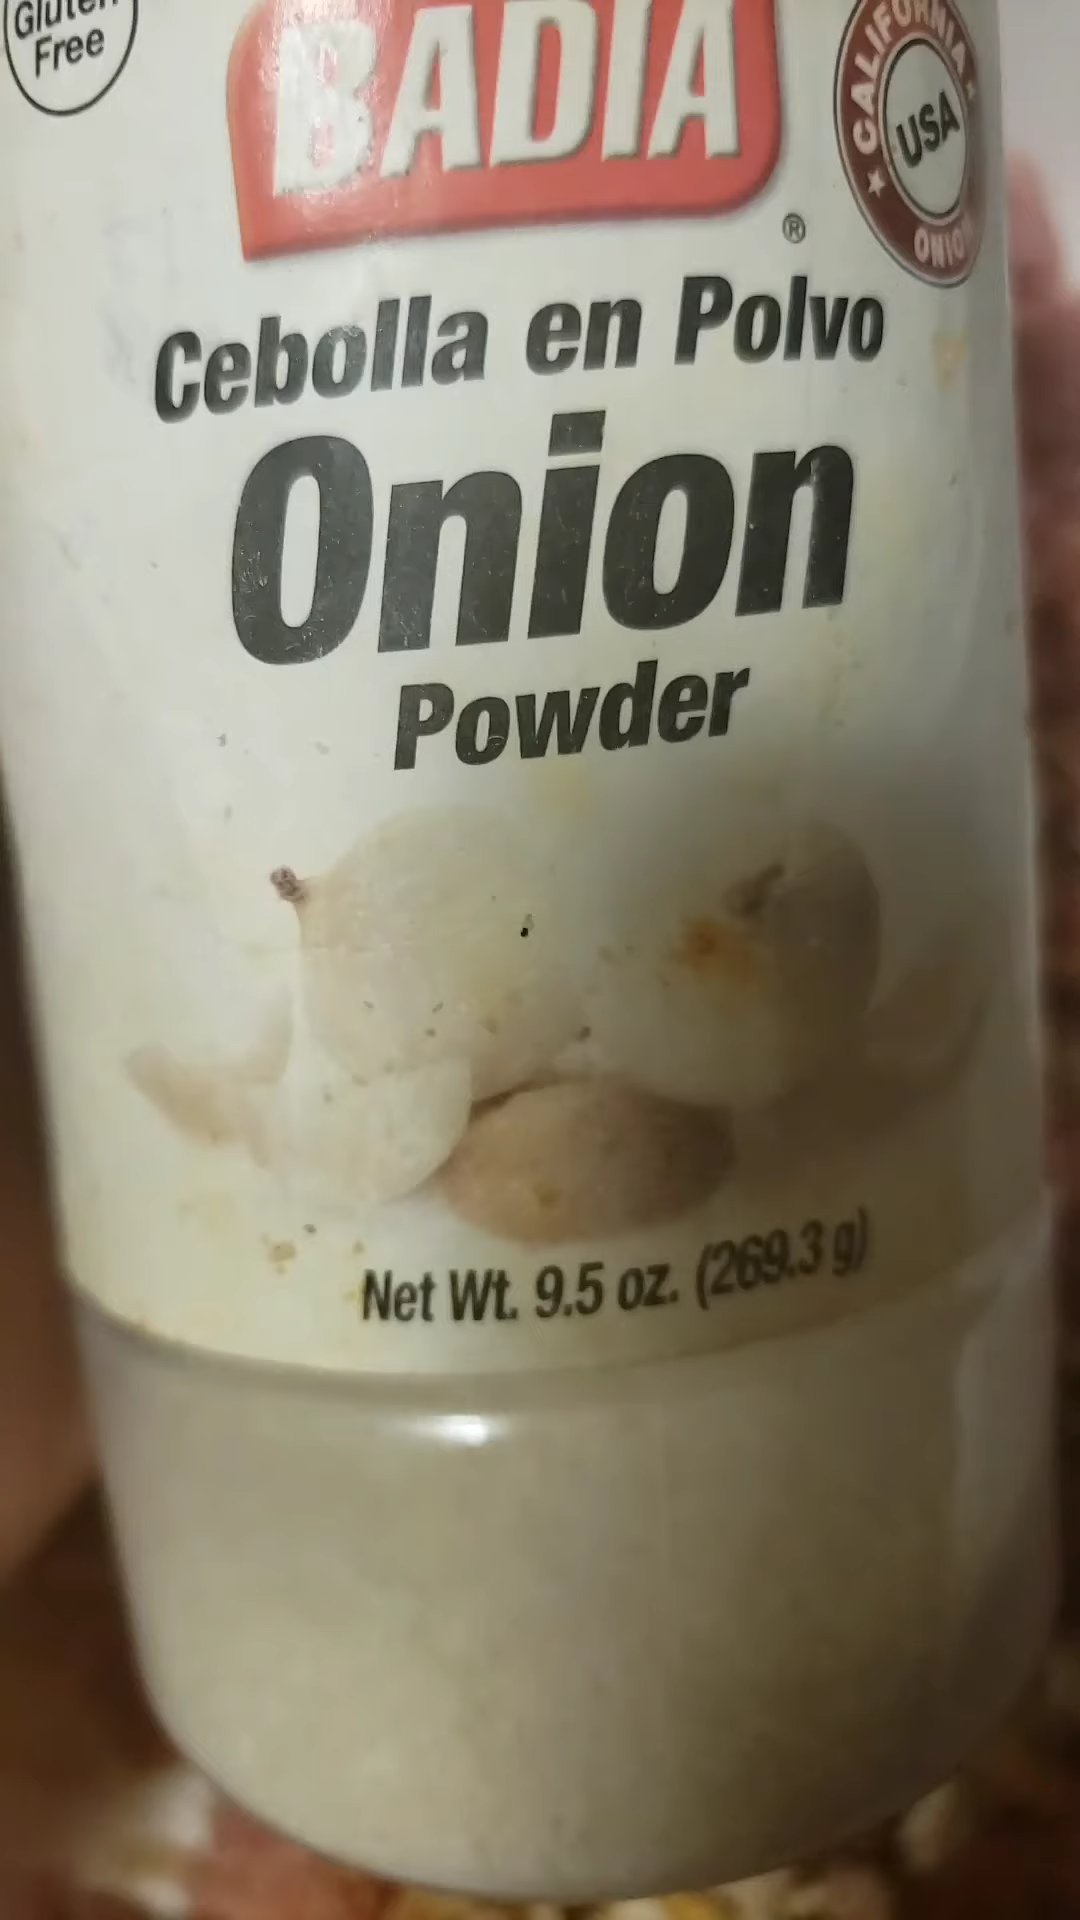 Gluten
Free
BADIA
®
CALIFORNIA
USA
ONION
Cebolla en Polvo
Onion
Powder
Net Wt. 9.5 oz. (269.3 g)